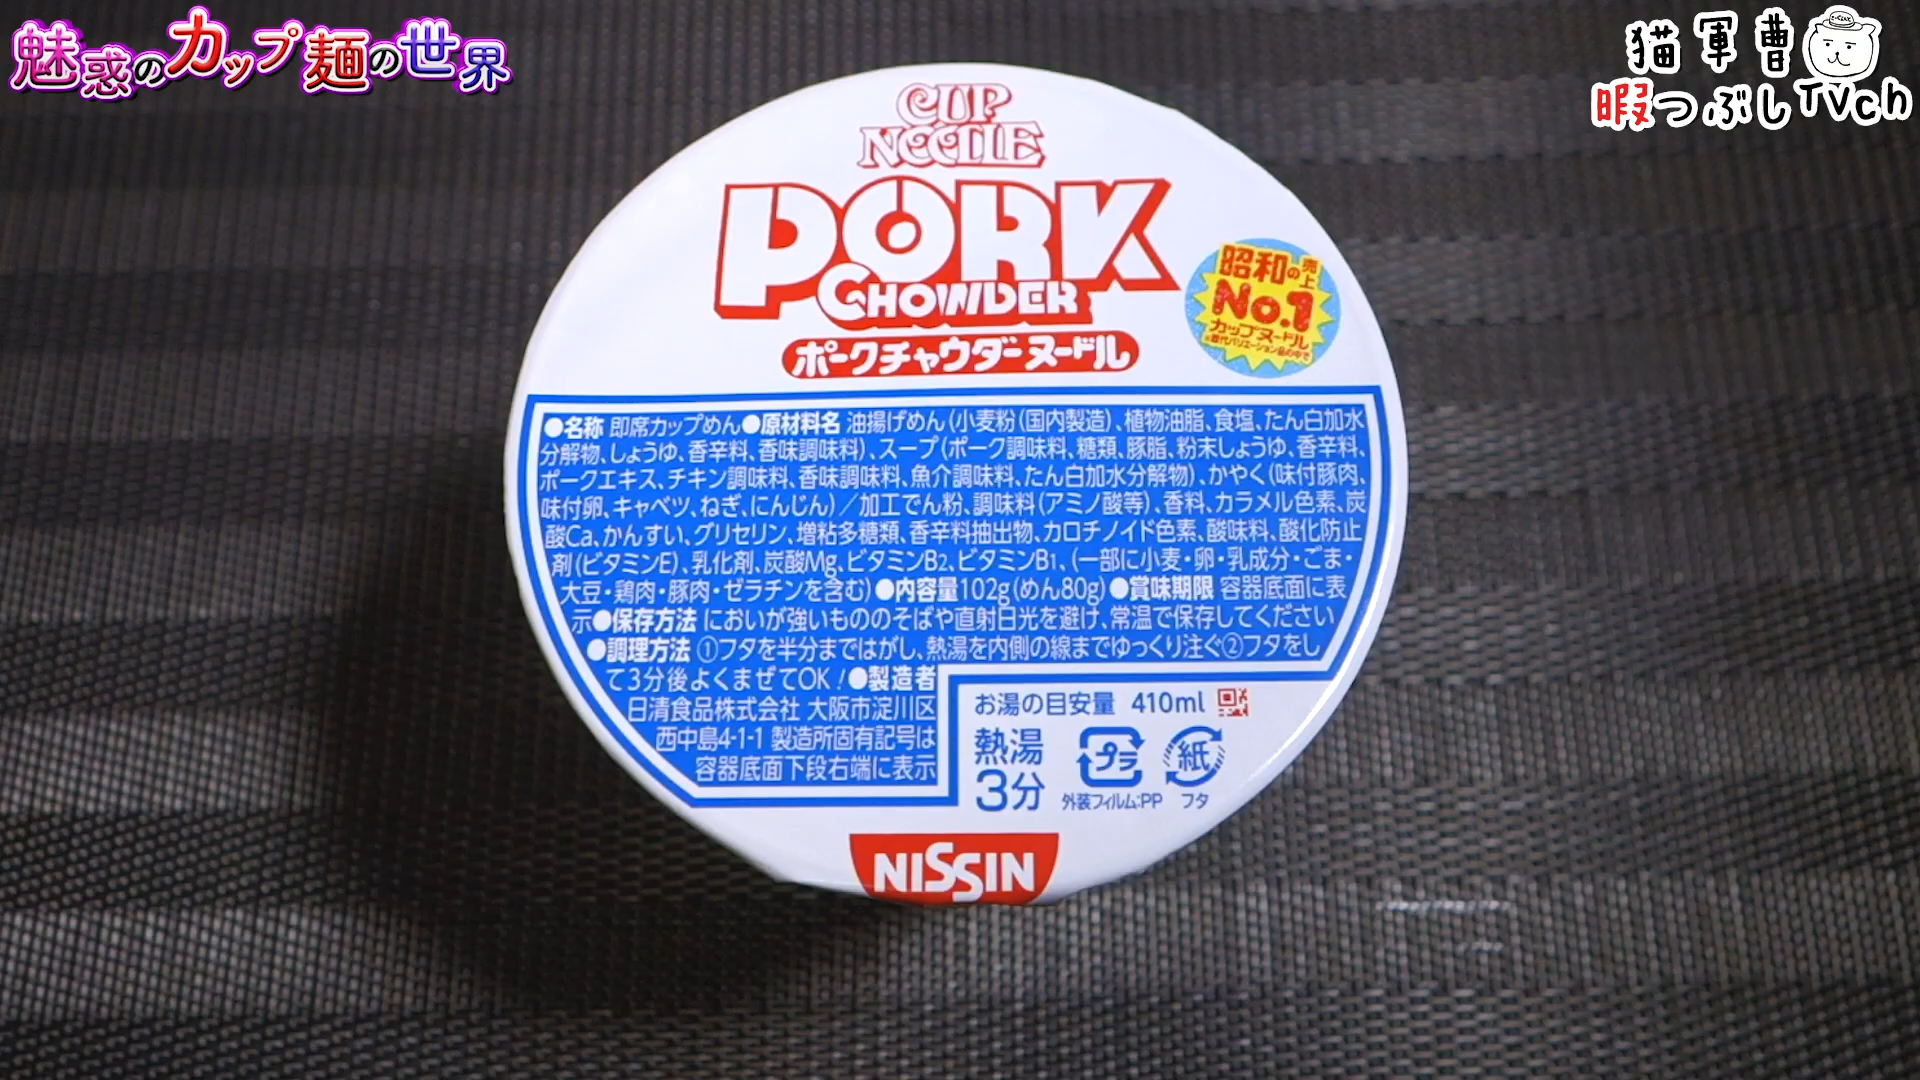 魅惑のカップ麺の世界
猫軍曹
暇つぶしTVch
CUP
NOODLE
PORK
CHOWDER
ポークチャウダーヌードル
昭和の売上
No.1
カップヌードル
※歴代バリエーション品の中で
●名称 即席カップめん●原材料名 油揚げめん(小麦粉(国内製造)、植物油脂、食塩、たん白加水
分解物、しょうゆ、香辛料、香味調味料)、スープ(ポーク調味料、糖類、豚脂、粉末しょうゆ、香辛料、
ポークエキス、チキン調味料、香味調味料、魚介調味料、たん白加水分解物)、かやく(味付豚肉、
味付卵、キャベツ、ねぎ、にんじん)/加工でん粉、調味料(アミノ酸等)、香料、カラメル色素、炭
酸Ca、かんすい、グリセリン、増粘多糖類、香辛料抽出物、カロチノイド色素、酸味料、酸化防止
剤(ビタミンE)、乳化剤、炭酸Mg、ビタミンB2、ビタミンB1、(一部に小麦・卵・乳成分・ごま・
大豆・鶏肉・豚肉・ゼラチンを含む)●内容量102g(めん80g)●賞味期限 容器底面に表
示●保存方法 においが強いもののそばや直射日光を避け、常温で保存してください
●調理方法 ①フタを半分まではがし、熱湯を内側の線までゆっくり注ぐ②フタをし
て3分後よくまぜてOK!●製造者
日清食品株式会社 大阪市淀川区
西中島4-1-1 製造所固有記号は
容器底面下段右端に表示
お湯の目安量 410ml
熱湯
3分
プラ
紙
外装フィルム:PP フタ
NISSIN